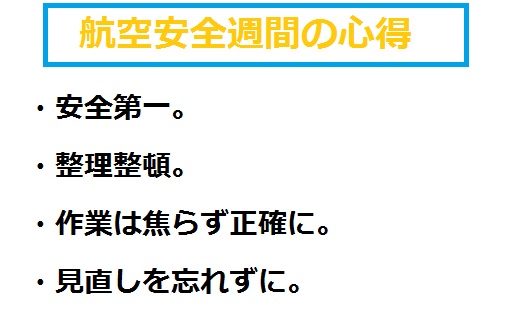 航空安全週間の心得
・安全第一。
・整理整頓。
・作業は焦らず正確に。
・見直しを忘れずに。